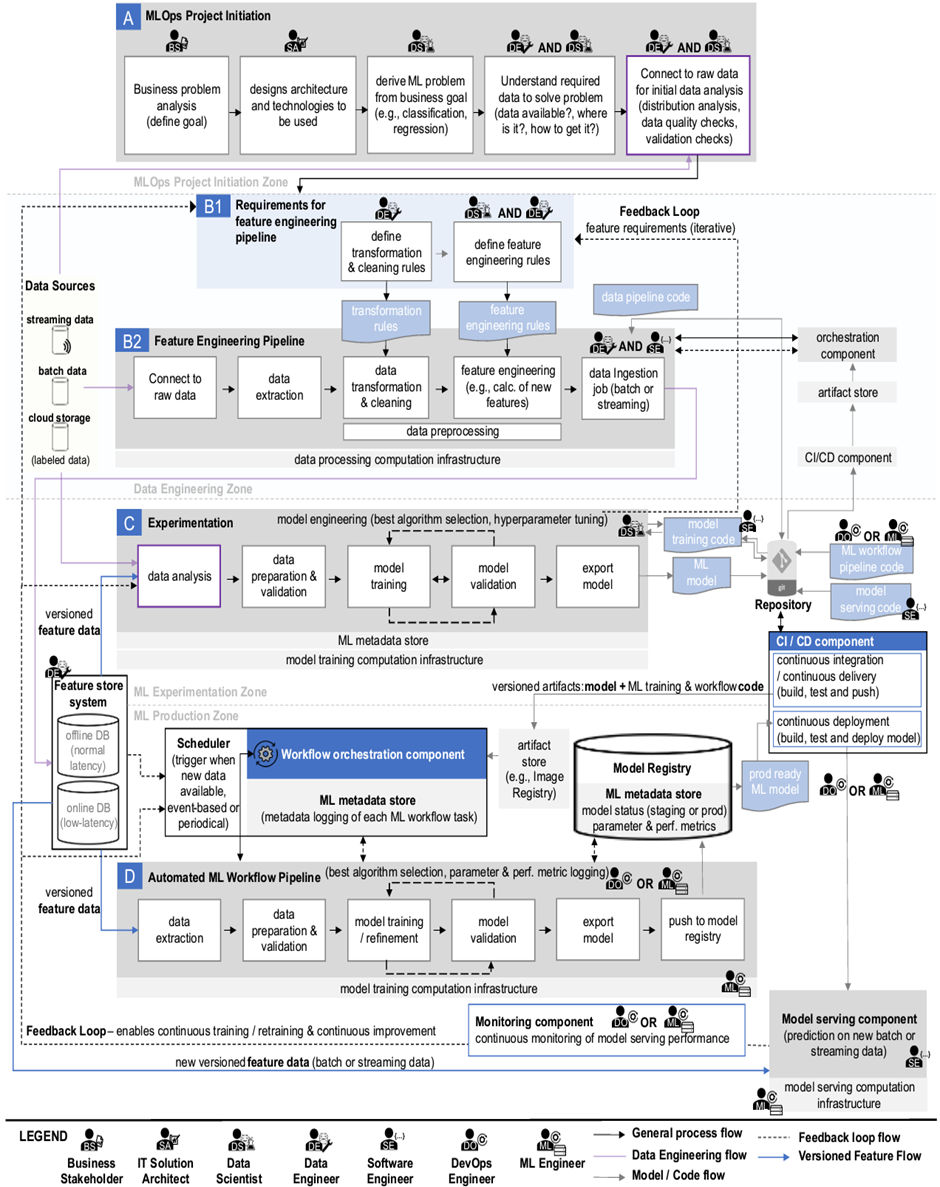 A
MLOps Project Initiation
BS
SA
DS
DE
AND
DS
DE
AND
DS
Business problem
analysis
(define goal)
designs architecture
and technologies to
be used
derive ML problem
from business goal
(e.g., classification,
regression)
Understand required
data to solve problem
(data available?, where
is it?, how to get it?)
Connect to raw data
for initial data analysis
(distribution analysis,
data quality checks,
validation checks)
MLOps Project Initiation Zone
B1
Requirements for
feature engineering
pipeline
DE
DS
AND
DE
define
transformation
& cleaning rules
define feature
engineering rules
Feedback Loop
feature requirements (iterative)
Data Sources
streaming data
batch data
cloud storage
(labeled data)
transformation
rules
feature
engineering rules
data pipeline code
B2
Feature Engineering Pipeline
DE
AND
SE
{...}
Connect to
raw data
data
extraction
data
transformation
& cleaning
feature engineering
(e.g., calc. of new
features)
data Ingestion
job (batch or
streaming)
data preprocessing
data processing computation infrastructure
orchestration
component
artifact store
CI/CD component
Data Engineering Zone
C
Experimentation
model engineering (best algorithm selection, hyperparameter tuning)
DS
data analysis
data
preparation &
validation
model
training
model
validation
export
model
ML metadata store
model training computation infrastructure
model
training code
SE
{...}
ML
model
git
Repository
DO
OR
ML
ML workflow
pipeline code
model
serving code
SE
{...}
versioned
feature data
CI / CD component
continuous integration
/ continuous delivery
(build, test and push)
continuous deployment
(build, test and deploy model)
ML Experimentation Zone
ML Production Zone
versioned artifacts: model + ML training & workflow code
DE
Feature store
system
offline DB
(normal
latency)
online DB
(low-latency)
Scheduler
(trigger when
new data
available,
event-based or
periodical)
Workflow orchestration component
ML metadata store
(metadata logging of each ML workflow task)
artifact
store
(e.g., Image
Registry)
Model Registry
ML metadata store
model status (staging or prod)
parameter & perf. metrics
prod ready
ML model
DO
OR
ML
versioned
feature data
D
Automated ML Workflow Pipeline
(best algorithm selection, parameter & perf. metric logging)
DO
OR
ML
data
extraction
data
preparation &
validation
model training
/ refinement
model
validation
export
model
push to model
registry
model training computation infrastructure
ML
Feedback Loop – enables continuous training / retraining & continuous improvement
Monitoring component
DO
OR
ML
continuous monitoring of model serving performance
new versioned feature data (batch or streaming data)
Model serving component
(prediction on new batch or
streaming data)
SE
{...}
ML
model serving computation
infrastructure
LEGEND
BS
Business
Stakeholder
SA
IT Solution
Architect
DS
Data
Scientist
DE
Data
Engineer
SE
{...}
Software
Engineer
DO
DevOps
Engineer
ML
ML Engineer
General process flow
Data Engineering flow
Model / Code flow
Feedback loop flow
Versioned Feature Flow